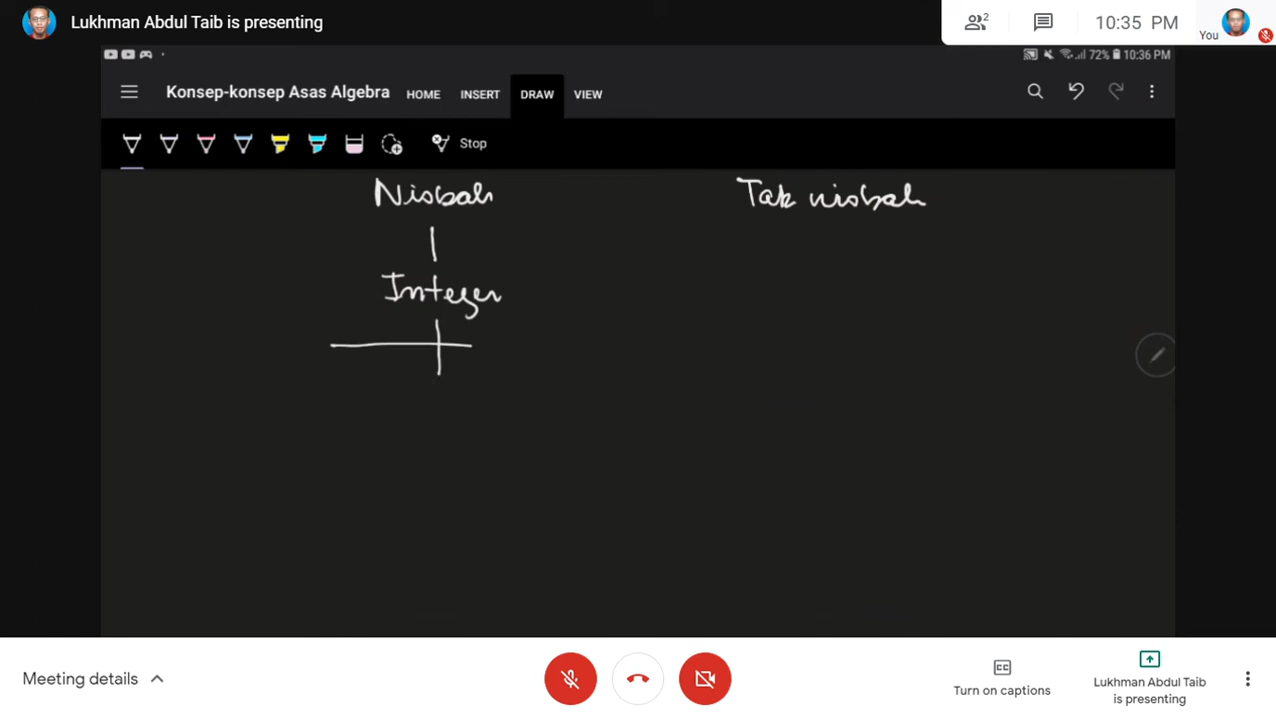 Lukhman Abdul Taib is presenting
2
10:35 PM
You
72% 10:36 PM
Konsep-konsep Asas Algebra HOME INSERT DRAW VIEW
Stop
Nisbah Tak nisbah
Integer
Meeting details
Turn on captions
Lukhman Abdul Taib
is presenting